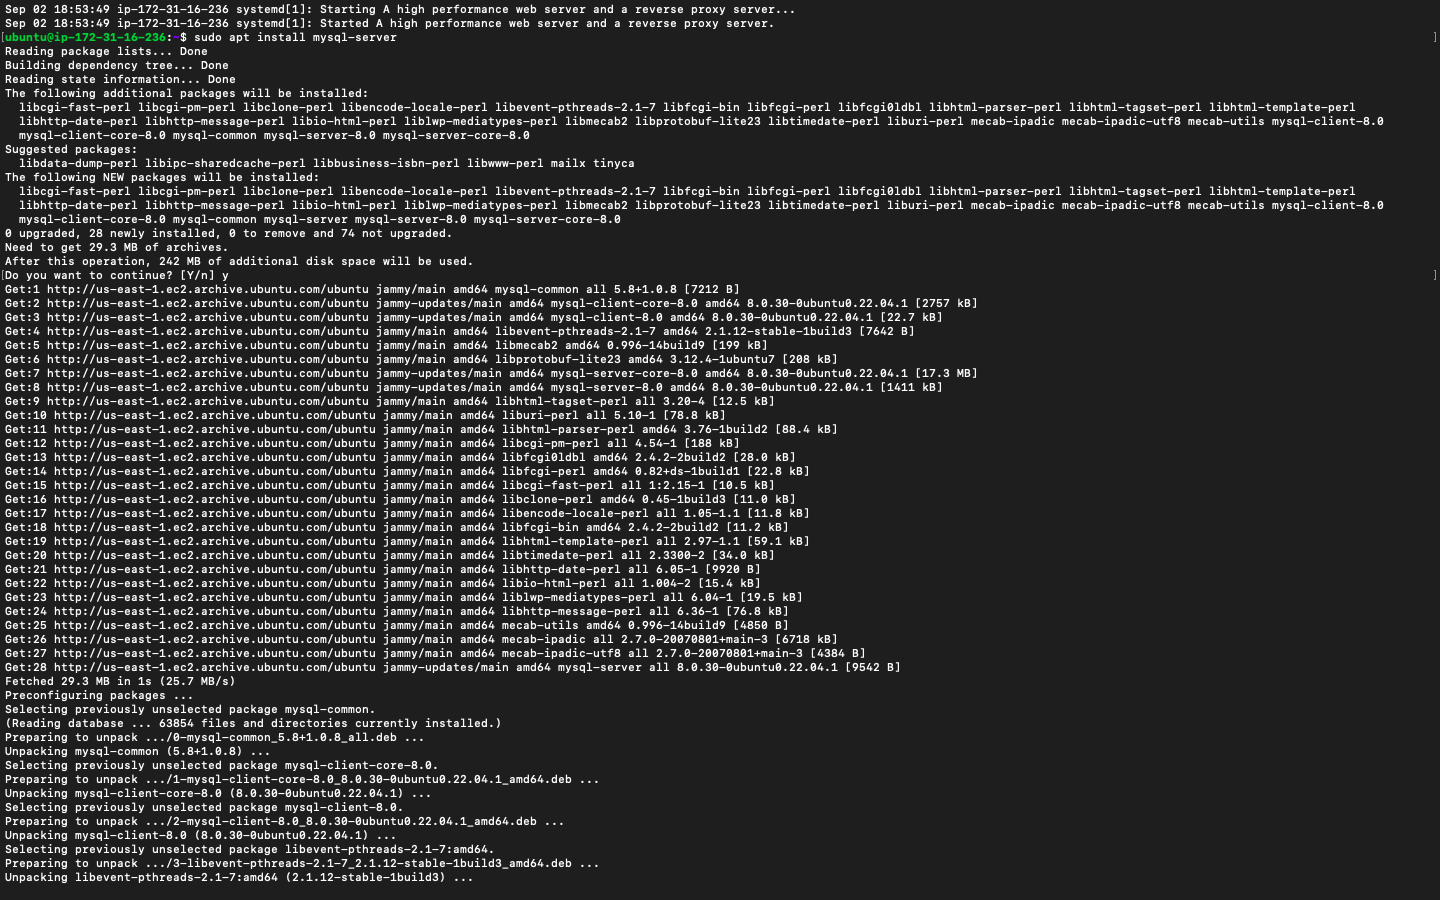 Sep 02 18:53:49 ip-172-31-16-236 systemd[1]: Starting A high performance web server and a reverse proxy server...
Sep 02 18:53:49 ip-172-31-16-236 systemd[1]: Started A high performance web server and a reverse proxy server.
[ubuntu@ip-172-31-16-236:~$ sudo apt install mysql-server ]
Reading package lists... Done
Building dependency tree... Done
Reading state information... Done
The following additional packages will be installed:
  libcgi-fast-perl libcgi-pm-perl libclone-perl libencode-locale-perl libevent-pthreads-2.1-7 libfcgi-bin libfcgi-perl libfcgi0ldbl libhtml-parser-perl libhtml-tagset-perl libhtml-template-perl
  libhttp-date-perl libhttp-message-perl libio-html-perl liblwp-mediatypes-perl libmecab2 libprotobuf-lite23 libtimedate-perl liburi-perl mecab-ipadic mecab-ipadic-utf8 mecab-utils mysql-client-8.0
  mysql-client-core-8.0 mysql-common mysql-server-8.0 mysql-server-core-8.0
Suggested packages:
  libdata-dump-perl libipc-sharedcache-perl libbusiness-isbn-perl libwww-perl mailx tinyca
The following NEW packages will be installed:
  libcgi-fast-perl libcgi-pm-perl libclone-perl libencode-locale-perl libevent-pthreads-2.1-7 libfcgi-bin libfcgi-perl libfcgi0ldbl libhtml-parser-perl libhtml-tagset-perl libhtml-template-perl
  libhttp-date-perl libhttp-message-perl libio-html-perl liblwp-mediatypes-perl libmecab2 libprotobuf-lite23 libtimedate-perl liburi-perl mecab-ipadic mecab-ipadic-utf8 mecab-utils mysql-client-8.0
  mysql-client-core-8.0 mysql-common mysql-server mysql-server-8.0 mysql-server-core-8.0
0 upgraded, 28 newly installed, 0 to remove and 74 not upgraded.
Need to get 29.3 MB of archives.
After this operation, 242 MB of additional disk space will be used.
[Do you want to continue? [Y/n] y ]
Get:1 http://us-east-1.ec2.archive.ubuntu.com/ubuntu jammy/main amd64 mysql-common all 5.8+1.0.8 [7212 B]
Get:2 http://us-east-1.ec2.archive.ubuntu.com/ubuntu jammy-updates/main amd64 mysql-client-core-8.0 amd64 8.0.30-0ubuntu0.22.04.1 [2757 kB]
Get:3 http://us-east-1.ec2.archive.ubuntu.com/ubuntu jammy-updates/main amd64 mysql-client-8.0 amd64 8.0.30-0ubuntu0.22.04.1 [22.7 kB]
Get:4 http://us-east-1.ec2.archive.ubuntu.com/ubuntu jammy/main amd64 libevent-pthreads-2.1-7 amd64 2.1.12-stable-1build3 [7642 B]
Get:5 http://us-east-1.ec2.archive.ubuntu.com/ubuntu jammy/main amd64 libmecab2 amd64 0.996-14build9 [199 kB]
Get:6 http://us-east-1.ec2.archive.ubuntu.com/ubuntu jammy/main amd64 libprotobuf-lite23 amd64 3.12.4-1ubuntu7 [208 kB]
Get:7 http://us-east-1.ec2.archive.ubuntu.com/ubuntu jammy-updates/main amd64 mysql-server-core-8.0 amd64 8.0.30-0ubuntu0.22.04.1 [17.3 MB]
Get:8 http://us-east-1.ec2.archive.ubuntu.com/ubuntu jammy-updates/main amd64 mysql-server-8.0 amd64 8.0.30-0ubuntu0.22.04.1 [1411 kB]
Get:9 http://us-east-1.ec2.archive.ubuntu.com/ubuntu jammy/main amd64 libhtml-tagset-perl all 3.20-4 [12.5 kB]
Get:10 http://us-east-1.ec2.archive.ubuntu.com/ubuntu jammy/main amd64 liburi-perl all 5.10-1 [78.8 kB]
Get:11 http://us-east-1.ec2.archive.ubuntu.com/ubuntu jammy/main amd64 libhtml-parser-perl amd64 3.76-1build2 [88.4 kB]
Get:12 http://us-east-1.ec2.archive.ubuntu.com/ubuntu jammy/main amd64 libcgi-pm-perl all 4.54-1 [188 kB]
Get:13 http://us-east-1.ec2.archive.ubuntu.com/ubuntu jammy/main amd64 libfcgi0ldbl amd64 2.4.2-2build2 [28.0 kB]
Get:14 http://us-east-1.ec2.archive.ubuntu.com/ubuntu jammy/main amd64 libfcgi-perl amd64 0.82+ds-1build1 [22.8 kB]
Get:15 http://us-east-1.ec2.archive.ubuntu.com/ubuntu jammy/main amd64 libcgi-fast-perl all 1:2.15-1 [10.5 kB]
Get:16 http://us-east-1.ec2.archive.ubuntu.com/ubuntu jammy/main amd64 libclone-perl amd64 0.45-1build3 [11.0 kB]
Get:17 http://us-east-1.ec2.archive.ubuntu.com/ubuntu jammy/main amd64 libencode-locale-perl all 1.05-1.1 [11.8 kB]
Get:18 http://us-east-1.ec2.archive.ubuntu.com/ubuntu jammy/main amd64 libfcgi-bin amd64 2.4.2-2build2 [11.2 kB]
Get:19 http://us-east-1.ec2.archive.ubuntu.com/ubuntu jammy/main amd64 libhtml-template-perl all 2.97-1.1 [59.1 kB]
Get:20 http://us-east-1.ec2.archive.ubuntu.com/ubuntu jammy/main amd64 libtimedate-perl all 2.3300-2 [34.0 kB]
Get:21 http://us-east-1.ec2.archive.ubuntu.com/ubuntu jammy/main amd64 libhttp-date-perl all 6.05-1 [9920 B]
Get:22 http://us-east-1.ec2.archive.ubuntu.com/ubuntu jammy/main amd64 libio-html-perl all 1.004-2 [15.4 kB]
Get:23 http://us-east-1.ec2.archive.ubuntu.com/ubuntu jammy/main amd64 liblwp-mediatypes-perl all 6.04-1 [19.5 kB]
Get:24 http://us-east-1.ec2.archive.ubuntu.com/ubuntu jammy/main amd64 libhttp-message-perl all 6.36-1 [76.8 kB]
Get:25 http://us-east-1.ec2.archive.ubuntu.com/ubuntu jammy/main amd64 mecab-utils amd64 0.996-14build9 [4850 B]
Get:26 http://us-east-1.ec2.archive.ubuntu.com/ubuntu jammy/main amd64 mecab-ipadic all 2.7.0-20070801+main-3 [6718 kB]
Get:27 http://us-east-1.ec2.archive.ubuntu.com/ubuntu jammy/main amd64 mecab-ipadic-utf8 all 2.7.0-20070801+main-3 [4384 B]
Get:28 http://us-east-1.ec2.archive.ubuntu.com/ubuntu jammy-updates/main amd64 mysql-server all 8.0.30-0ubuntu0.22.04.1 [9542 B]
Fetched 29.3 MB in 1s (25.7 MB/s)
Preconfiguring packages ...
Selecting previously unselected package mysql-common.
(Reading database ... 63854 files and directories currently installed.)
Preparing to unpack .../0-mysql-common_5.8+1.0.8_all.deb ...
Unpacking mysql-common (5.8+1.0.8) ...
Selecting previously unselected package mysql-client-core-8.0.
Preparing to unpack .../1-mysql-client-core-8.0_8.0.30-0ubuntu0.22.04.1_amd64.deb ...
Unpacking mysql-client-core-8.0 (8.0.30-0ubuntu0.22.04.1) ...
Selecting previously unselected package mysql-client-8.0.
Preparing to unpack .../2-mysql-client-8.0_8.0.30-0ubuntu0.22.04.1_amd64.deb ...
Unpacking mysql-client-8.0 (8.0.30-0ubuntu0.22.04.1) ...
Selecting previously unselected package libevent-pthreads-2.1-7:amd64.
Preparing to unpack .../3-libevent-pthreads-2.1-7_2.1.12-stable-1build3_amd64.deb ...
Unpacking libevent-pthreads-2.1-7:amd64 (2.1.12-stable-1build3) ...